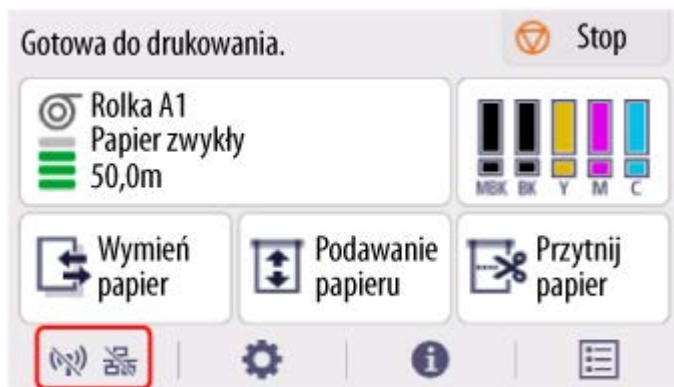 Gotowa do drukowania.
Stop
Rolka A1
Papier zwykły
50,0m
MBK BK Y M C
Wymień
papier
Podawanie
papieru
Przytnij
papier